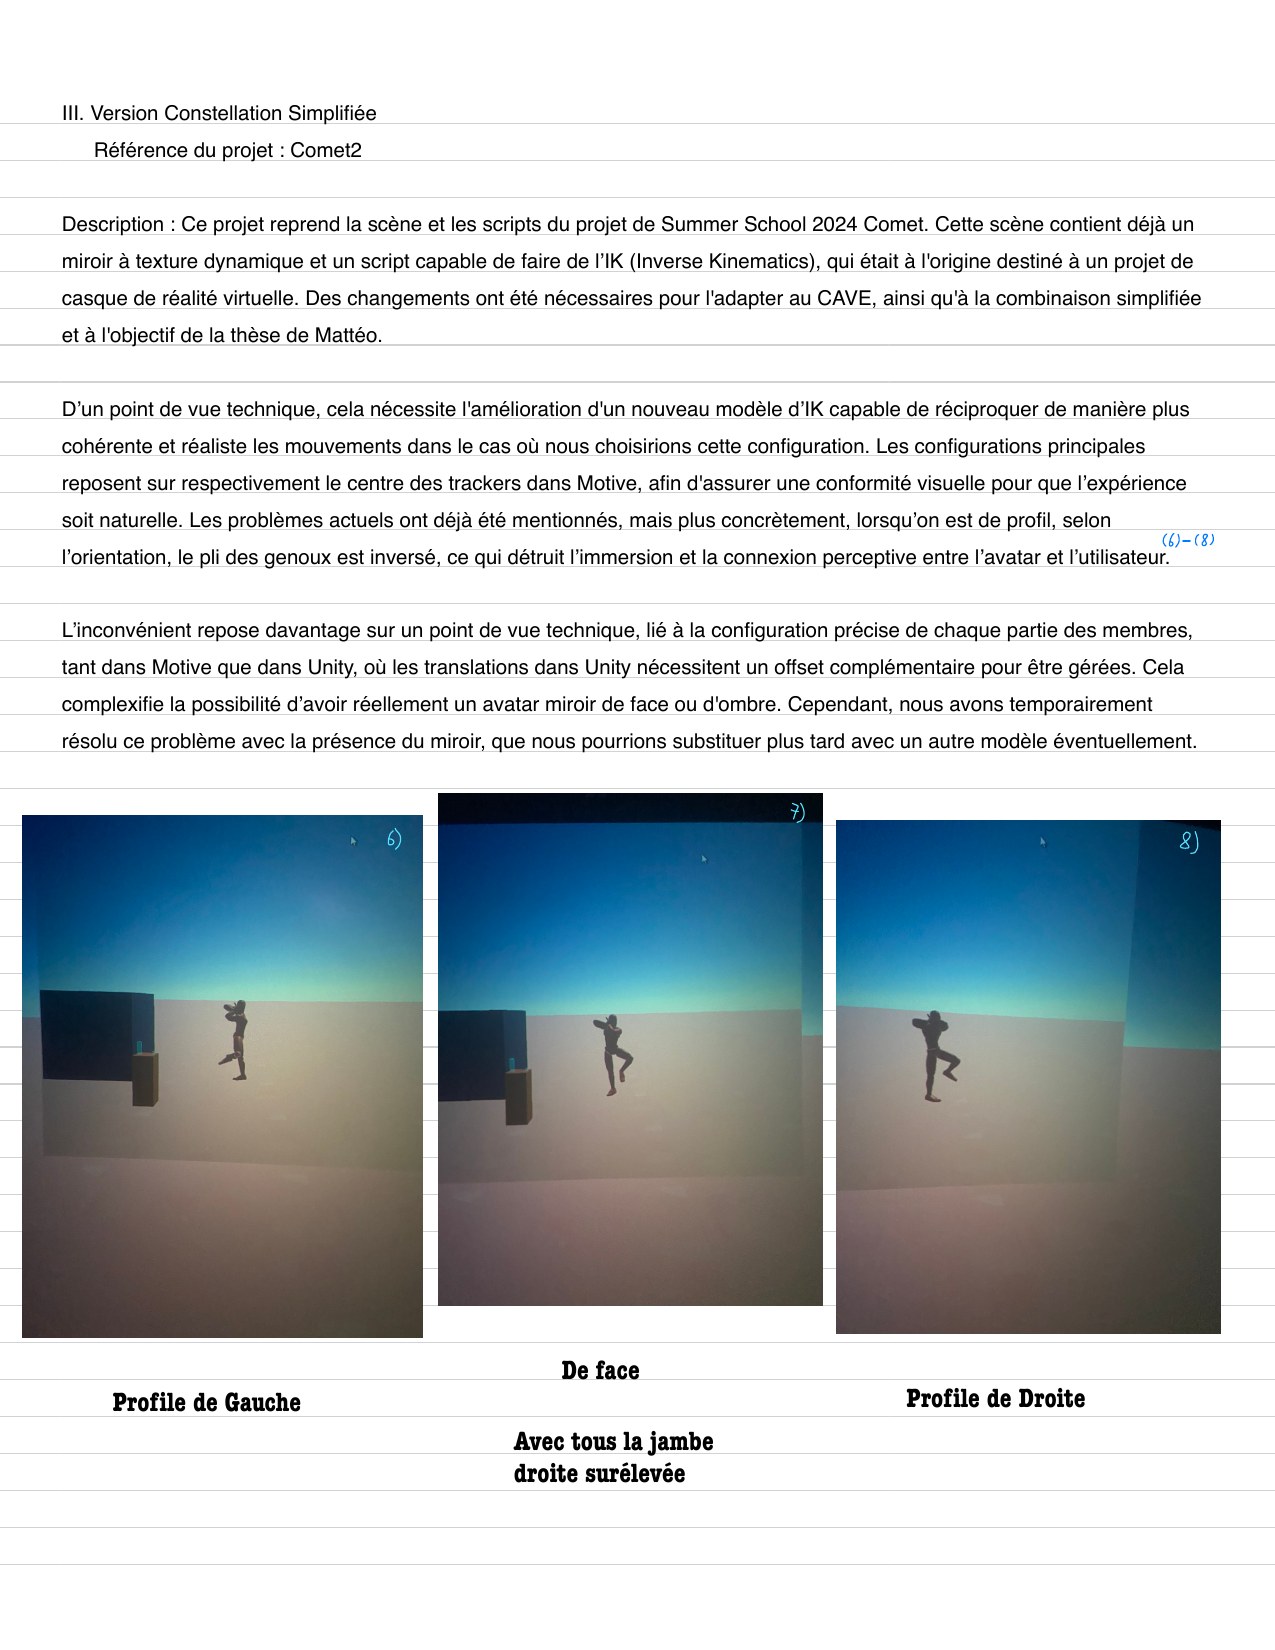 III. Version Constellation Simplifiée
Référence du projet : Comet2
Description : Ce projet reprend la scène et les scripts du projet de Summer School 2024 Comet. Cette scène contient déjà un
miroir à texture dynamique et un script capable de faire de l’IK (Inverse Kinematics), qui était à l'origine destiné à un projet de
casque de réalité virtuelle. Des changements ont été nécessaires pour l'adapter au CAVE, ainsi qu'à la combinaison simplifiée
et à l'objectif de la thèse de Mattéo.
D’un point de vue technique, cela nécessite l'amélioration d'un nouveau modèle d’IK capable de réciproquer de manière plus
cohérente et réaliste les mouvements dans le cas où nous choisirions cette configuration. Les configurations principales
reposent sur respectivement le centre des trackers dans Motive, afin d'assurer une conformité visuelle pour que l’expérience
soit naturelle. Les problèmes actuels ont déjà été mentionnés, mais plus concrètement, lorsqu’on est de profil, selon
(6)-(8)
l’orientation, le pli des genoux est inversé, ce qui détruit l’immersion et la connexion perceptive entre l’avatar et l’utilisateur.
L’inconvénient repose davantage sur un point de vue technique, lié à la configuration précise de chaque partie des membres,
tant dans Motive que dans Unity, où les translations dans Unity nécessitent un offset complémentaire pour être gérées. Cela
complexifie la possibilité d’avoir réellement un avatar miroir de face ou d'ombre. Cependant, nous avons temporairement
résolu ce problème avec la présence du miroir, que nous pourrions substituer plus tard avec un autre modèle éventuellement.
6)
7)
8)
De face
Profile de Gauche
Profile de Droite
Avec tous la jambe
droite surélevée